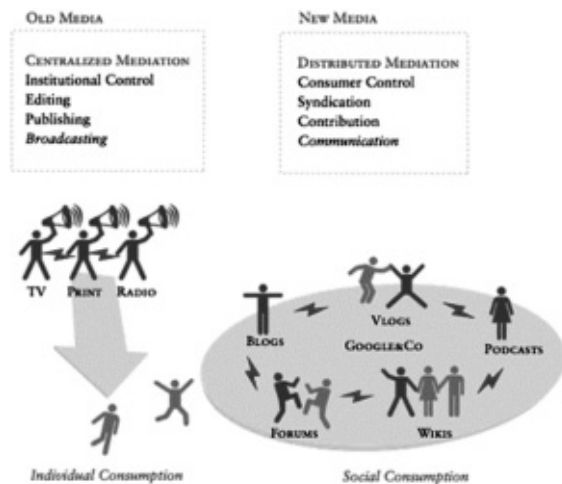 OLD MEDIA
CENTRALIZED MEDIATION
Institutional Control
Editing
Publishing
Broadcasting
NEW MEDIA
DISTRIBUTED MEDIATION
Consumer Control
Syndication
Contribution
Communication
TV PRINT RADIO
VLOGS
BLOGS
GOOGLE&CO
PODCASTS
FORUMS
WIKIS
Individual Consumption
Social Consumption